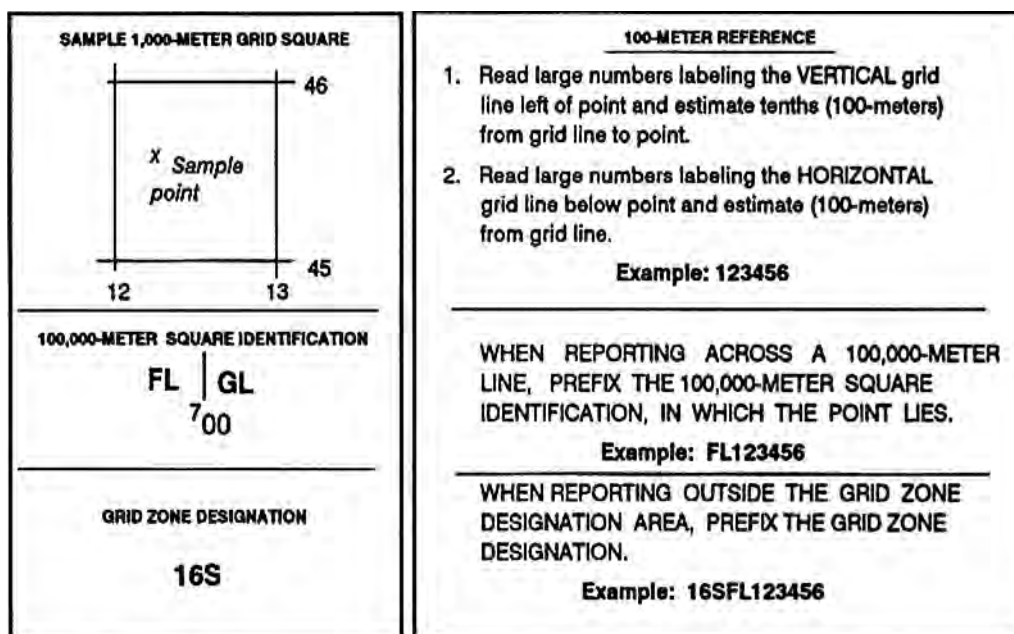 SAMPLE 1,000-METER GRID SQUARE
46
x Sample
point
45
12 13
100,000-METER SQUARE IDENTIFICATION
FL GL
700
GRID ZONE DESIGNATION
16S
100-METER REFERENCE
1. Read large numbers labeling the VERTICAL grid
line left of point and estimate tenths (100-meters)
from grid line to point.
2. Read large numbers labeling the HORIZONTAL
grid line below point and estimate (100-meters)
from grid line.
Example: 123456
WHEN REPORTING ACROSS A 100,000-METER
LINE, PREFIX THE 100,000-METER SQUARE
IDENTIFICATION, IN WHICH THE POINT LIES.
Example: FL123456
WHEN REPORTING OUTSIDE THE GRID ZONE
DESIGNATION AREA, PREFIX THE GRID ZONE
DESIGNATION.
Example: 16SFL123456